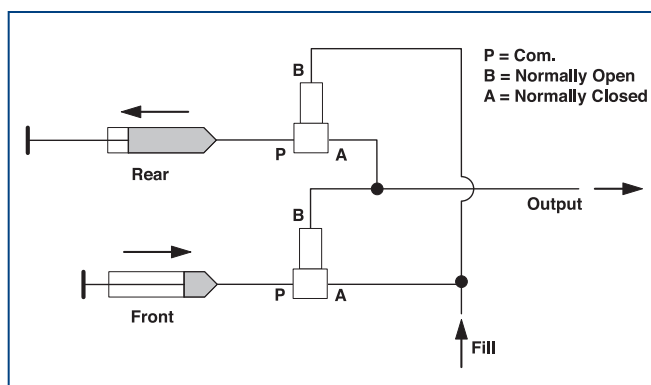 P = Com.
B = Normally Open
A = Normally Closed
B
P
A
Rear
B
Output
P
A
Front
Fill